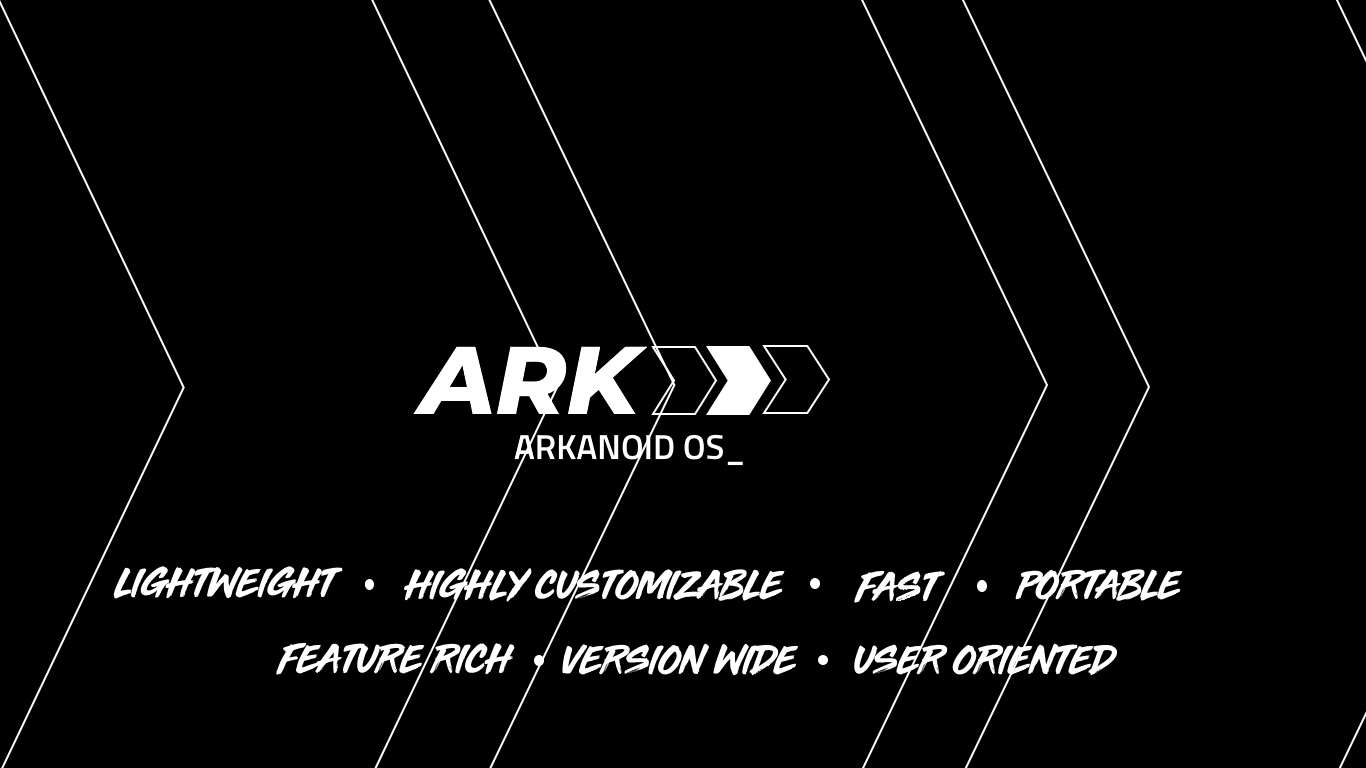 ARK
ARKANOID OS_
LIGHTWEIGHT • HIGHLY CUSTOMIZABLE • FAST • PORTABLE
FEATURE RICH • VERSION WIDE • USER ORIENTED